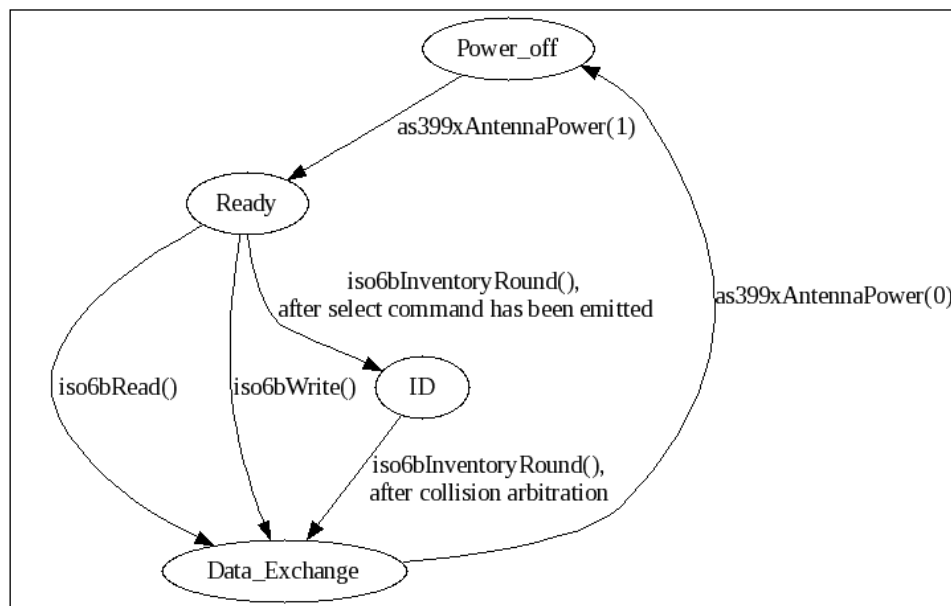 Power_off
as399xAntennaPower(1)
Ready
iso6bInventoryRound(),
after select command has been emitted
as399xAntennaPower(0)
iso6bRead()
iso6bWrite()
ID
iso6bInventoryRound(),
after collision arbitration
Data_Exchange